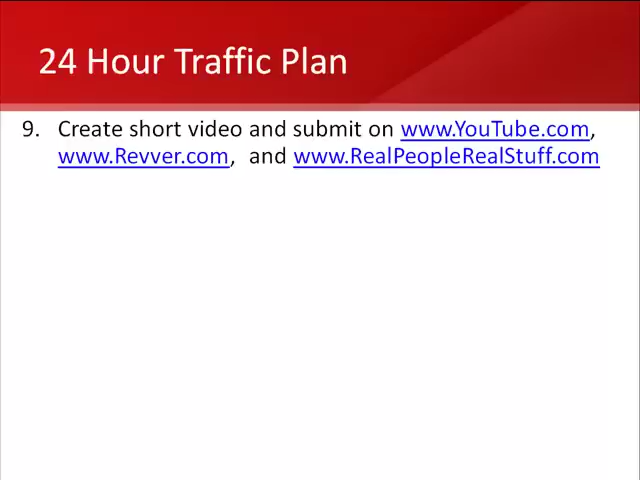 24 Hour Traffic Plan
9. Create short video and submit on www.YouTube.com,
www.Revver.com, and www.RealPeopleRealStuff.com